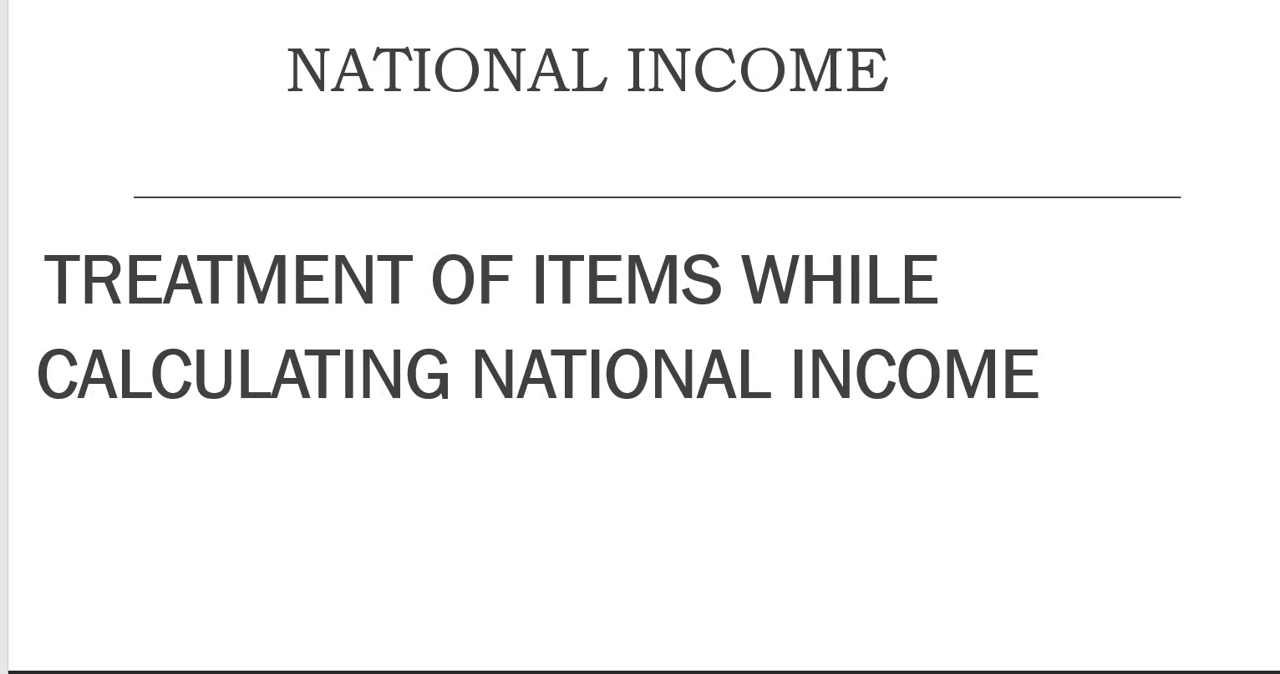 NATIONAL INCOME
TREATMENT OF ITEMS WHILE
CALCULATING NATIONAL INCOME